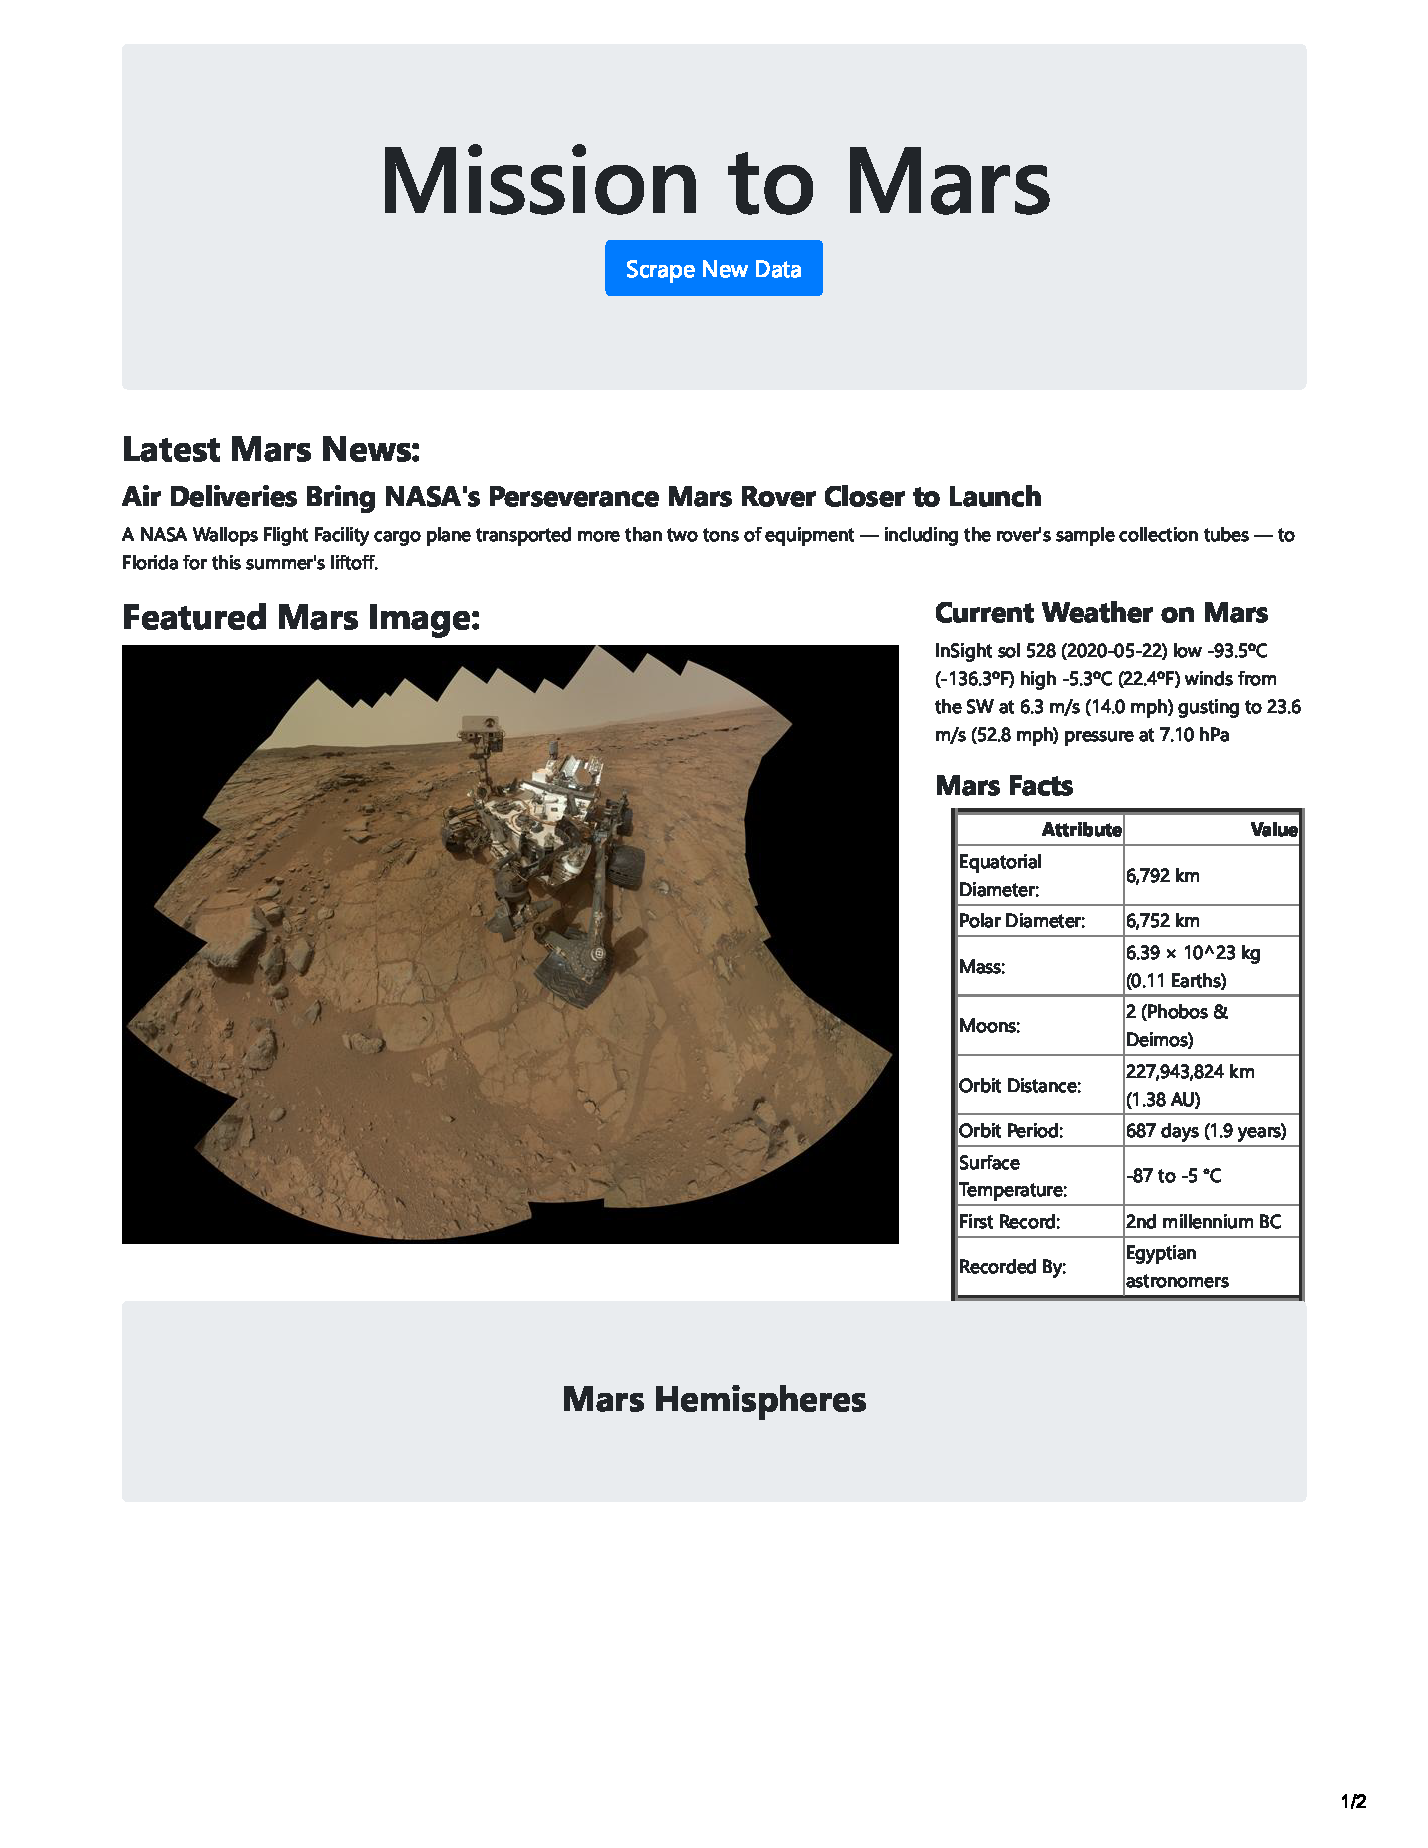 Mission to Mars
Scrape New Data
Latest Mars News:
Air Deliveries Bring NASA's Perseverance Mars Rover Closer to Launch
A NASA Wallops Flight Facility cargo plane transported more than two tons of equipment — including the rover's sample collection tubes — to
Florida for this summer's liftoff.
Featured Mars Image:
Current Weather on Mars
InSight sol 528 (2020-05-22) low -93.5ºC
(-136.3ºF) high -5.3ºC (22.4ºF) winds from
the SW at 6.3 m/s (14.0 mph) gusting to 23.6
m/s (52.8 mph) pressure at 7.10 hPa
Mars Facts
Attribute Value
Equatorial
Diameter:
6,792 km
Polar Diameter: 6,752 km
Mass:
6.39 × 10^23 kg
(0.11 Earths)
Moons:
2 (Phobos &
Deimos)
Orbit Distance:
227,943,824 km
(1.38 AU)
Orbit Period: 687 days (1.9 years)
Surface
Temperature:
-87 to -5 °C
First Record: 2nd millennium BC
Recorded By:
Egyptian
astronomers
Mars Hemispheres
1/2